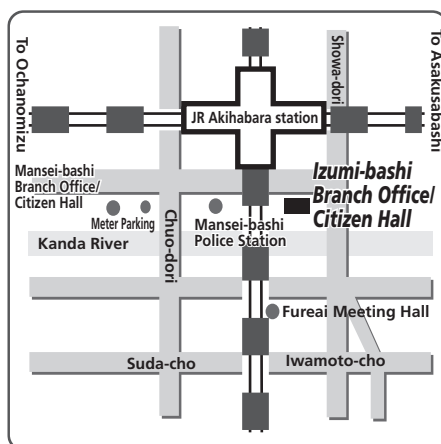 To Ochanomizu
Showa-dori
To Asakusabashi
JR Akihabara station
Mansei-bashi
Branch Office/
Citizen Hall
Izumi-bashi
Branch Office/
Citizen Hall
Meter Parking
Chuo-dori
Mansei-bashi
Police Station
Kanda River
Fureai Meeting Hall
Suda-cho
Iwamoto-cho